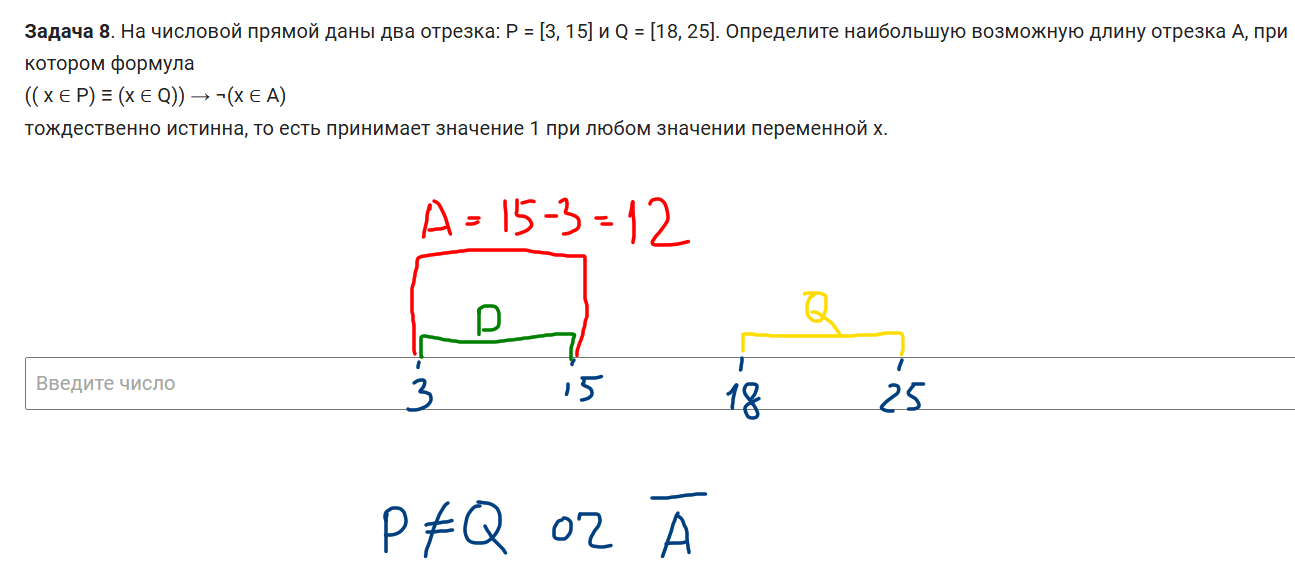 Задача 8. На числовой прямой даны два отрезка: P = [3, 15] и Q = [18, 25]. Определите наибольшую возможную длину отрезка A, при
котором формула
(( x ∈ P) ≡ (x ∈ Q)) → ¬(x ∈ A)
тождественно истинна, то есть принимает значение 1 при любом значении переменной x.
A = 15-3 = 12
P
Q
Введите число
3
15
18
25
P ≠ Q or A̅